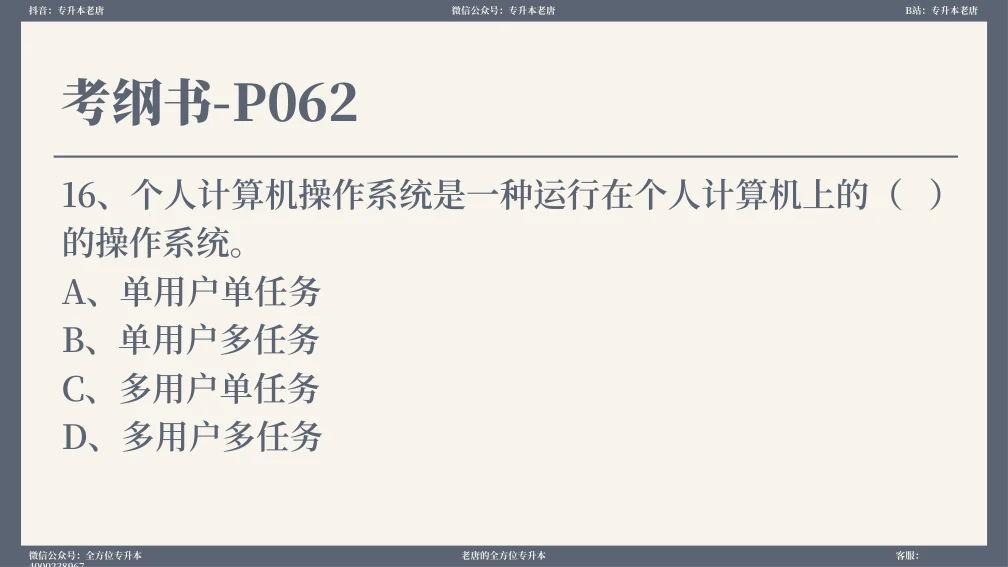 抖音：专升本老唐
微信公众号：专升本老唐
B站：专升本老唐
考纲书-P062
16、个人计算机操作系统是一种运行在个人计算机上的（  ）
的操作系统。
A、单用户单任务
B、单用户多任务
C、多用户单任务
D、多用户多任务
微信公众号：全方位专升本
老唐的全方位专升本
客服：
4000238967